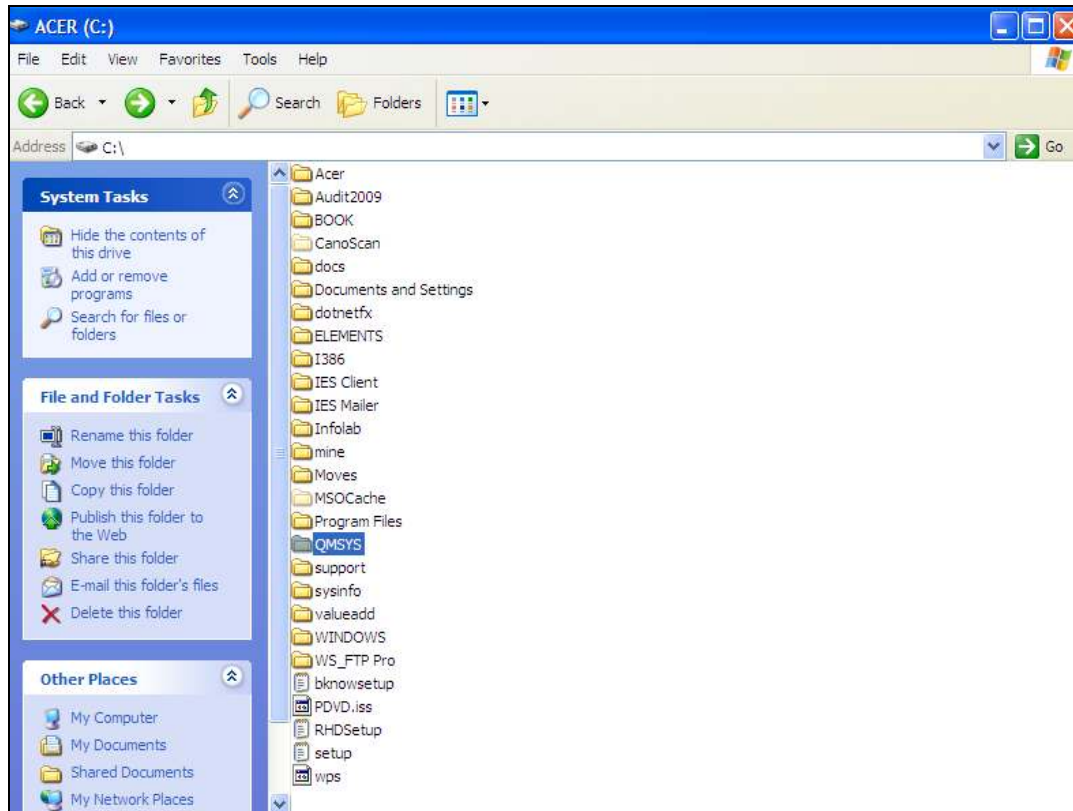 ACER (C:)
File Edit View Favorites Tools Help
Back Search Folders
Address C:\ Go
System Tasks
Hide the contents of
this drive
Add or remove
programs
Search for files or
folders
File and Folder Tasks
Rename this folder
Move this folder
Copy this folder
Publish this folder to
the Web
Share this folder
E-mail this folder's files
Delete this folder
Other Places
My Computer
My Documents
Shared Documents
My Network Places
Acer
Audit2009
BOOK
CanoScan
docs
Documents and Settings
dotnetfx
ELEMENTS
I386
IES Client
IES Mailer
Infolab
mine
Moves
MSOCache
Program Files
QMSYS
support
sysinfo
valueadd
WINDOWS
WS_FTP Pro
bknowsetup
PDVD.iss
RHDSetup
setup
wps